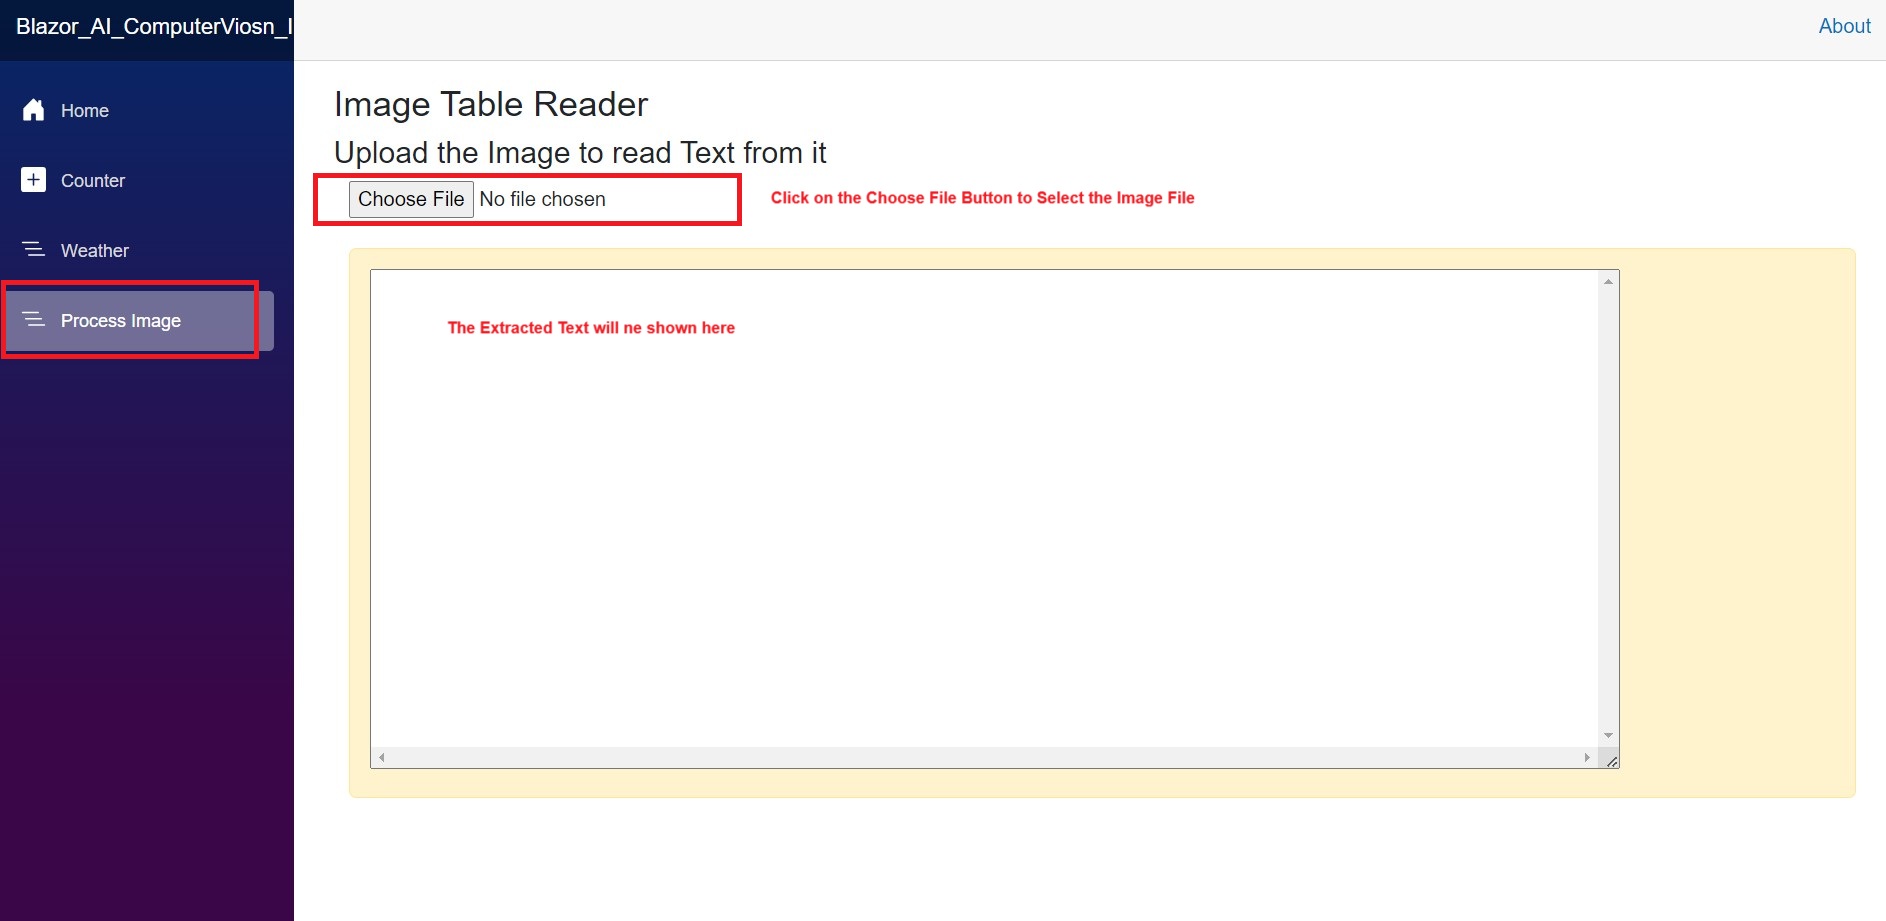 Blazor_AI_ComputerViosn_I
About
Home
Counter
Weather
Process Image
Image Table Reader
Upload the Image to read Text from it
Choose File No file chosen
Click on the Choose File Button to Select the Image File
The Extracted Text will ne shown here